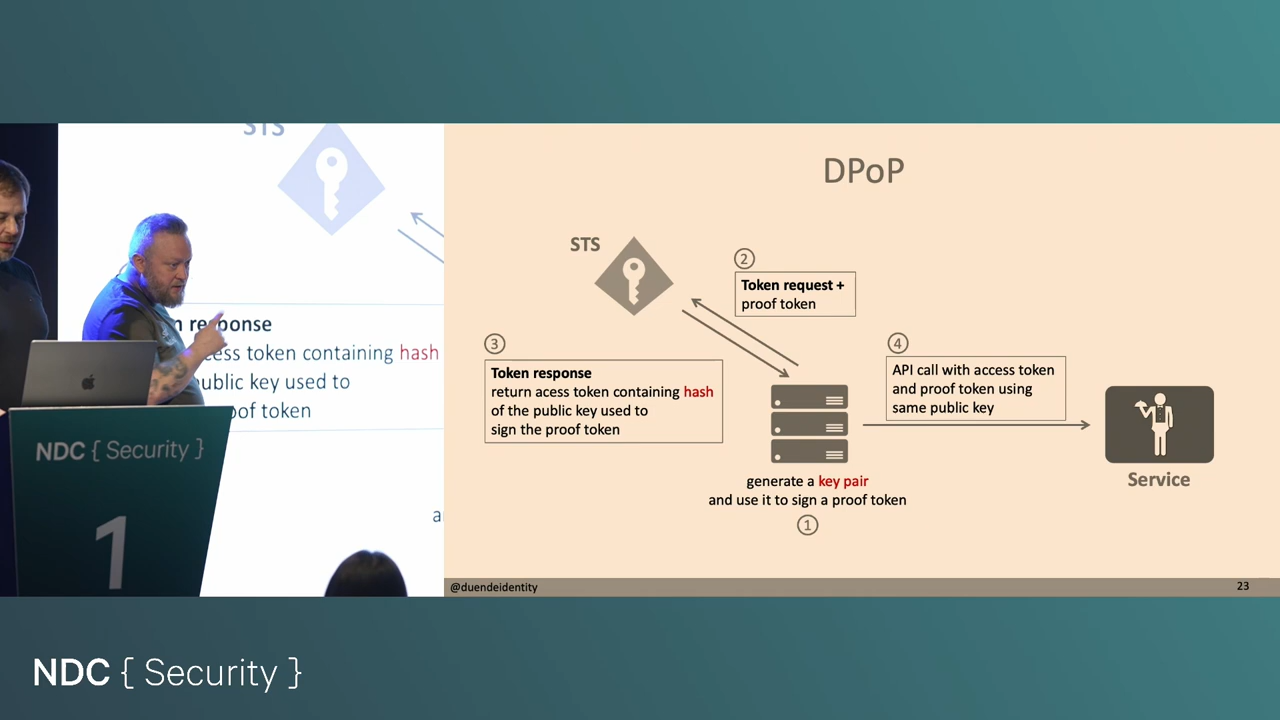 STS
n response
cess token containing hash
public key used to
oof token
a
NDC { Security }
1
DPoP
STS
2
Token request +
proof token
3
Token response
return acess token containing hash
of the public key used to
sign the proof token
4
API call with access token
and proof token using
same public key
Service
generate a key pair
and use it to sign a proof token
1
@duendeidentity
23
NDC { Security }